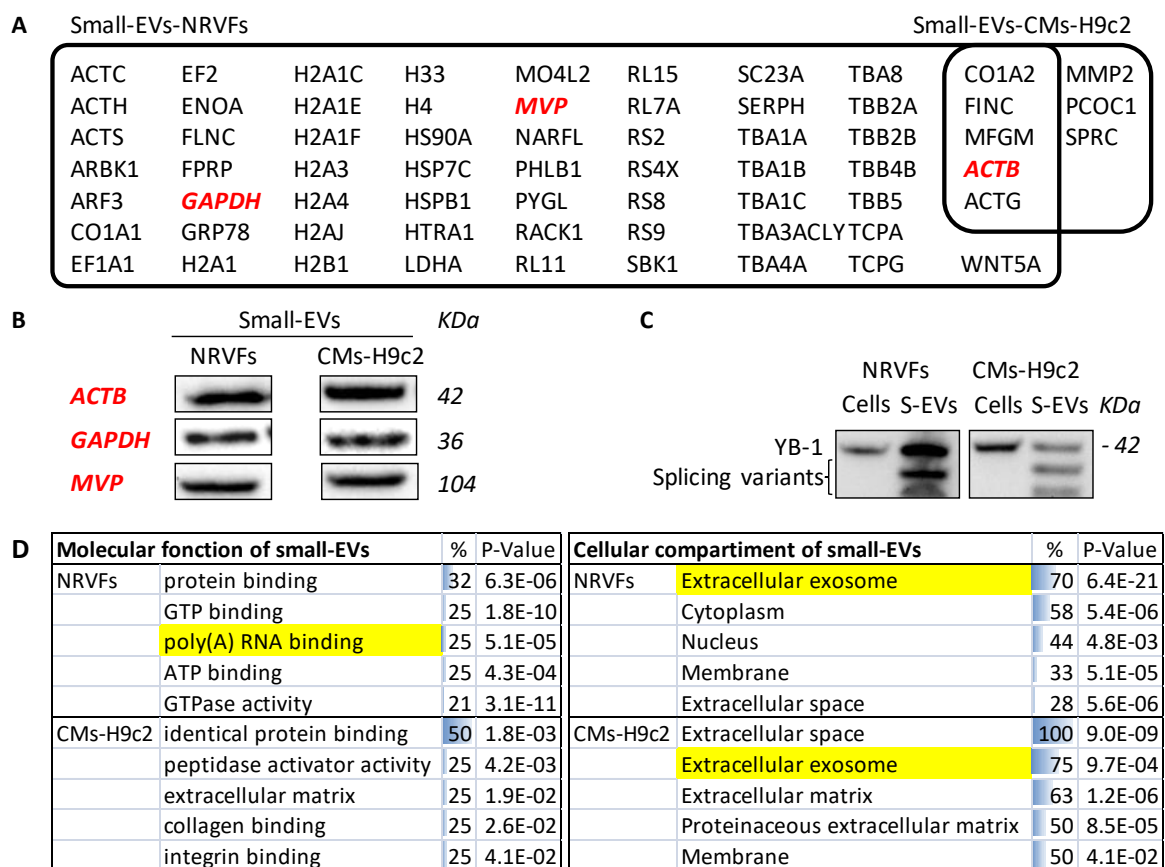 A Small-EVs-NRVFs Small-EVs-CMs-H9c2
ACTC EF2 H2A1C H33 MO4L2 RL15 SC23A TBA8 CO1A2 MMP2
ACTH ENOA H2A1E H4 MVP RL7A SERPH TBB2A FINC PCOC1
ACTS FLNC H2A1F HS90A NARFL RS2 TBA1A TBB2B MFGM SPRC
ARBK1 FPRP H2A3 HSP7C PHLB1 RS4X TBA1B TBB4B ACTB
ARF3 GAPDH H2A4 HSPB1 PYGL RS8 TBA1C TBB5 ACTG
CO1A1 GRP78 H2AJ HTRA1 RACK1 RS9 TBA3ACLY TCPA
EF1A1 H2A1 H2B1 LDHA RL11 SBK1 TBA4A TCPG WNT5A
B Small-EVs KDa
NRVFs CMs-H9c2
ACTB 42
GAPDH 36
MVP 104
C
NRVFs CMs-H9c2
Cells S-EVs Cells S-EVs KDa
YB-1 - 42
Splicing variants
D Molecular fonction of small-EVs % P-Value Cellular compartiment of small-EVs % P-Value
NRVFs protein binding 32 6.3E-06 NRVFs Extracellular exosome 70 6.4E-21
GTP binding 25 1.8E-10 Cytoplasm 58 5.4E-06
poly(A) RNA binding 25 5.1E-05 Nucleus 44 4.8E-03
ATP binding 25 4.3E-04 Membrane 33 5.1E-05
GTPase activity 21 3.1E-11 Extracellular space 28 5.6E-06
CMs-H9c2 identical protein binding 50 1.8E-03 CMs-H9c2 Extracellular space 100 9.0E-09
peptidase activator activity 25 4.2E-03 Extracellular exosome 75 9.7E-04
extracellular matrix 25 1.9E-02 Extracellular matrix 63 1.2E-06
collagen binding 25 2.6E-02 Proteinaceous extracellular matrix 50 8.5E-05
integrin binding 25 4.1E-02 Membrane 50 4.1E-02